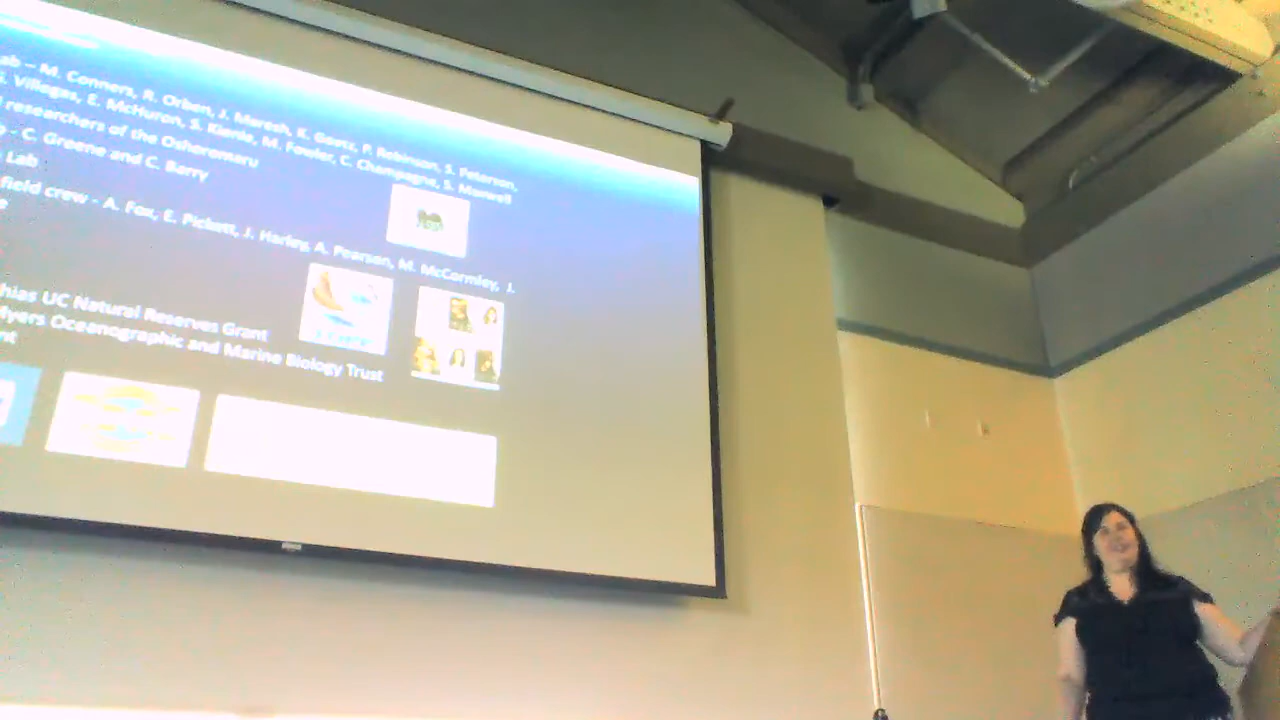 ab – M. Conners, R. Orben, J. Maresh, K. Goetz, P. Robinson, S. Peterson,
S. Villegas, E. McHuron, S. Kienle, M. Fowler, C. Champagne, S. Maxwell
researchers of the Oshoromaru
- C. Greene and C. Barry
Lab
field crew - A. Fox, E. Pickett, J. Harley, A. Pearson, M. McCormley, J.
e
hias UC Natural Reserves Grant
Myers Oceanographic and Marine Biology Trust
nt